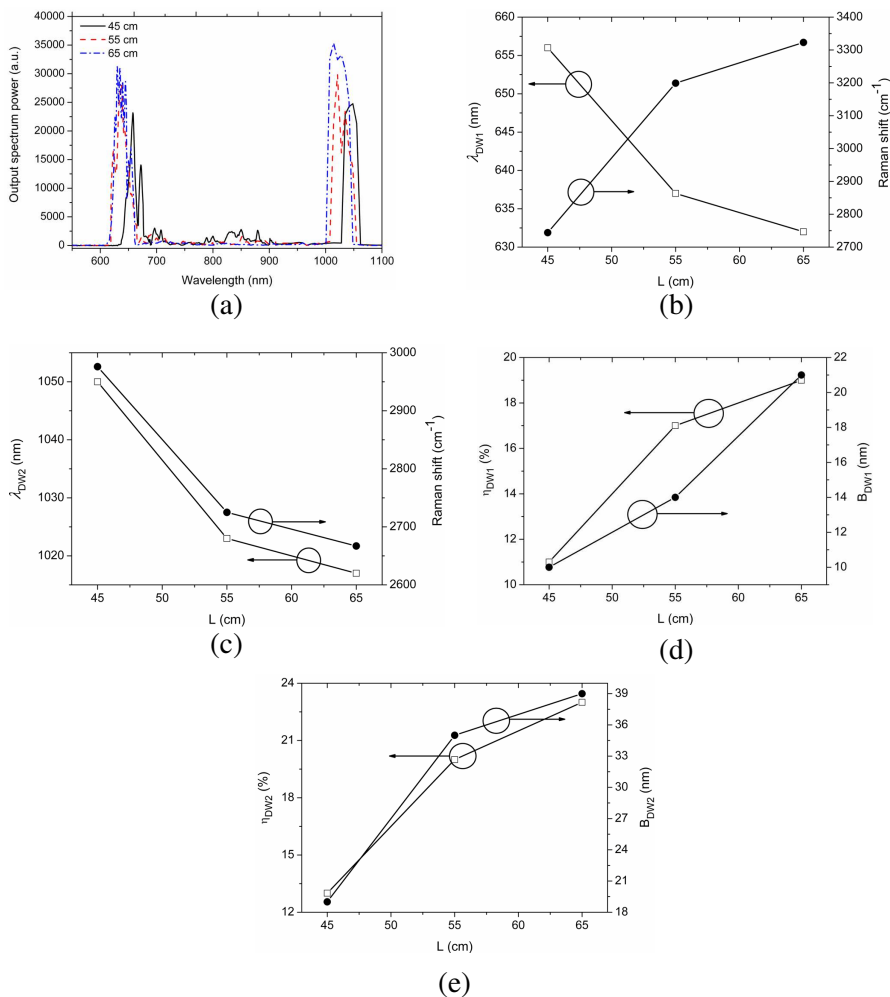 40000
35000
30000
25000
20000
15000
10000
5000
0
Output spectrum power (a.u.)
45 cm
55 cm
65 cm
600 700 800 900 1000 1100
Wavelength (nm)
(a)
660
655
650
645
640
635
630
λDW1 (nm)
3400
3300
3200
3100
3000
2900
2800
2700
Raman shift (cm-1)
45 50 55 60 65
L (cm)
(b)
1050
1040
1030
1020
λDW2 (nm)
3000
2900
2800
2700
2600
Raman shift (cm-1)
45 50 55 60 65
L (cm)
(c)
20
19
18
17
16
14
13
12
11
10
ηDW1 (%)
22
20
18
16
14
12
10
BDW1 (nm)
45 50 55 60 65
L (cm)
(d)
24
21
18
15
12
ηDW2 (%)
39
36
33
30
27
24
21
18
BDW2 (nm)
45 50 55 60 65
L (cm)
(e)